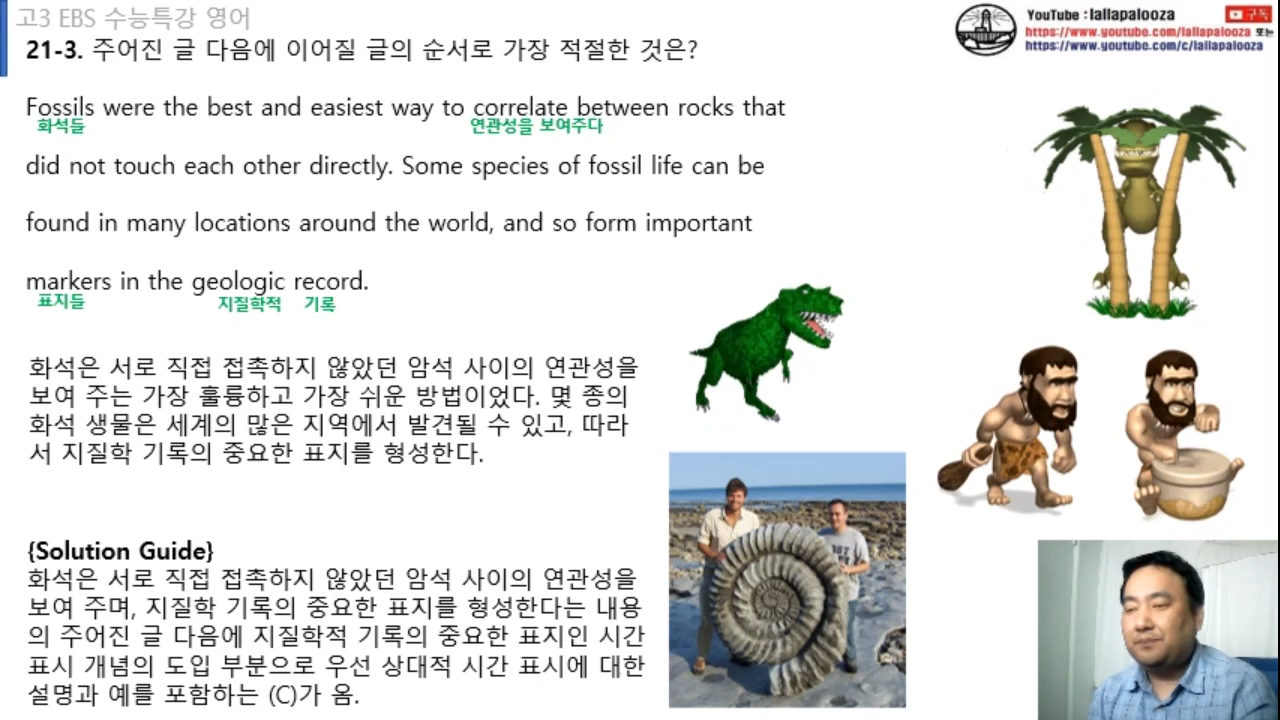 고3 EBS 수능특강 영어
YouTube : lallapalooza
구독
https://www.youtube.com/lallapalooza 또는
https://www.youtube.com/c/lallapalooza
21-3. 주어진 글 다음에 이어질 글의 순서로 가장 적절한 것은?
Fossils were the best and easiest way to correlate between rocks that
화석들 연관성을 보여주다
did not touch each other directly. Some species of fossil life can be
found in many locations around the world, and so form important
markers in the geologic record.
표지들 지질학적 기록
화석은 서로 직접 접촉하지 않았던 암석 사이의 연관성을
보여 주는 가장 훌륭하고 가장 쉬운 방법이었다. 몇 종의
화석 생물은 세계의 많은 지역에서 발견될 수 있고, 따라
서 지질학 기록의 중요한 표지를 형성한다.
{Solution Guide}
화석은 서로 직접 접촉하지 않았던 암석 사이의 연관성을
보여 주며, 지질학 기록의 중요한 표지를 형성한다는 내용
의 주어진 글 다음에 지질학적 기록의 중요한 표지인 시간
표시 개념의 도입 부분으로 우선 상대적 시간 표시에 대한
설명과 예를 포함하는 (C)가 옴.